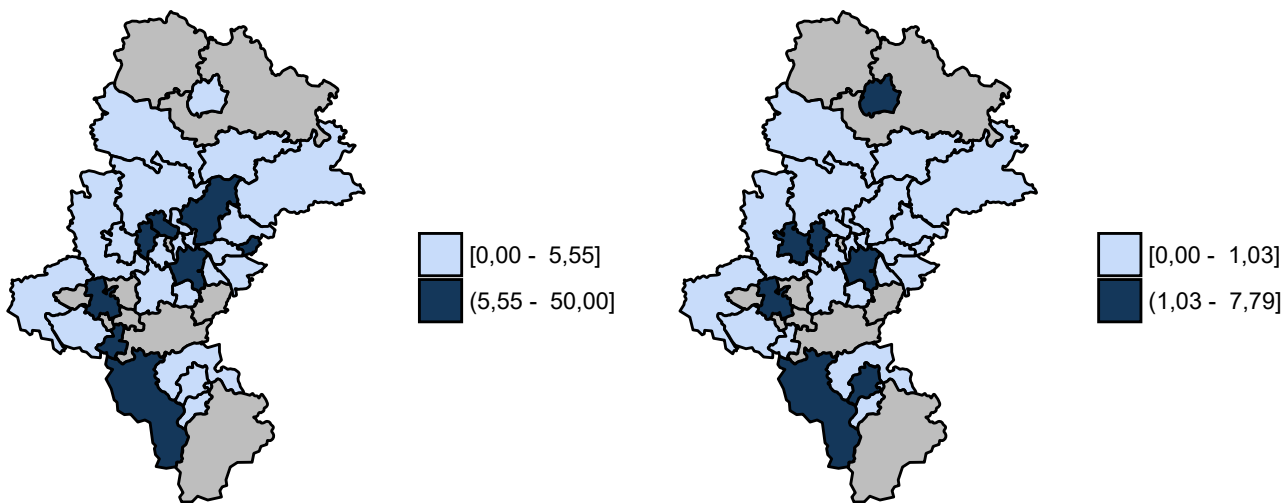 [0,00 - 5,55]
(5,55 - 50,00]
[0,00 - 1,03]
(1,03 - 7,79]